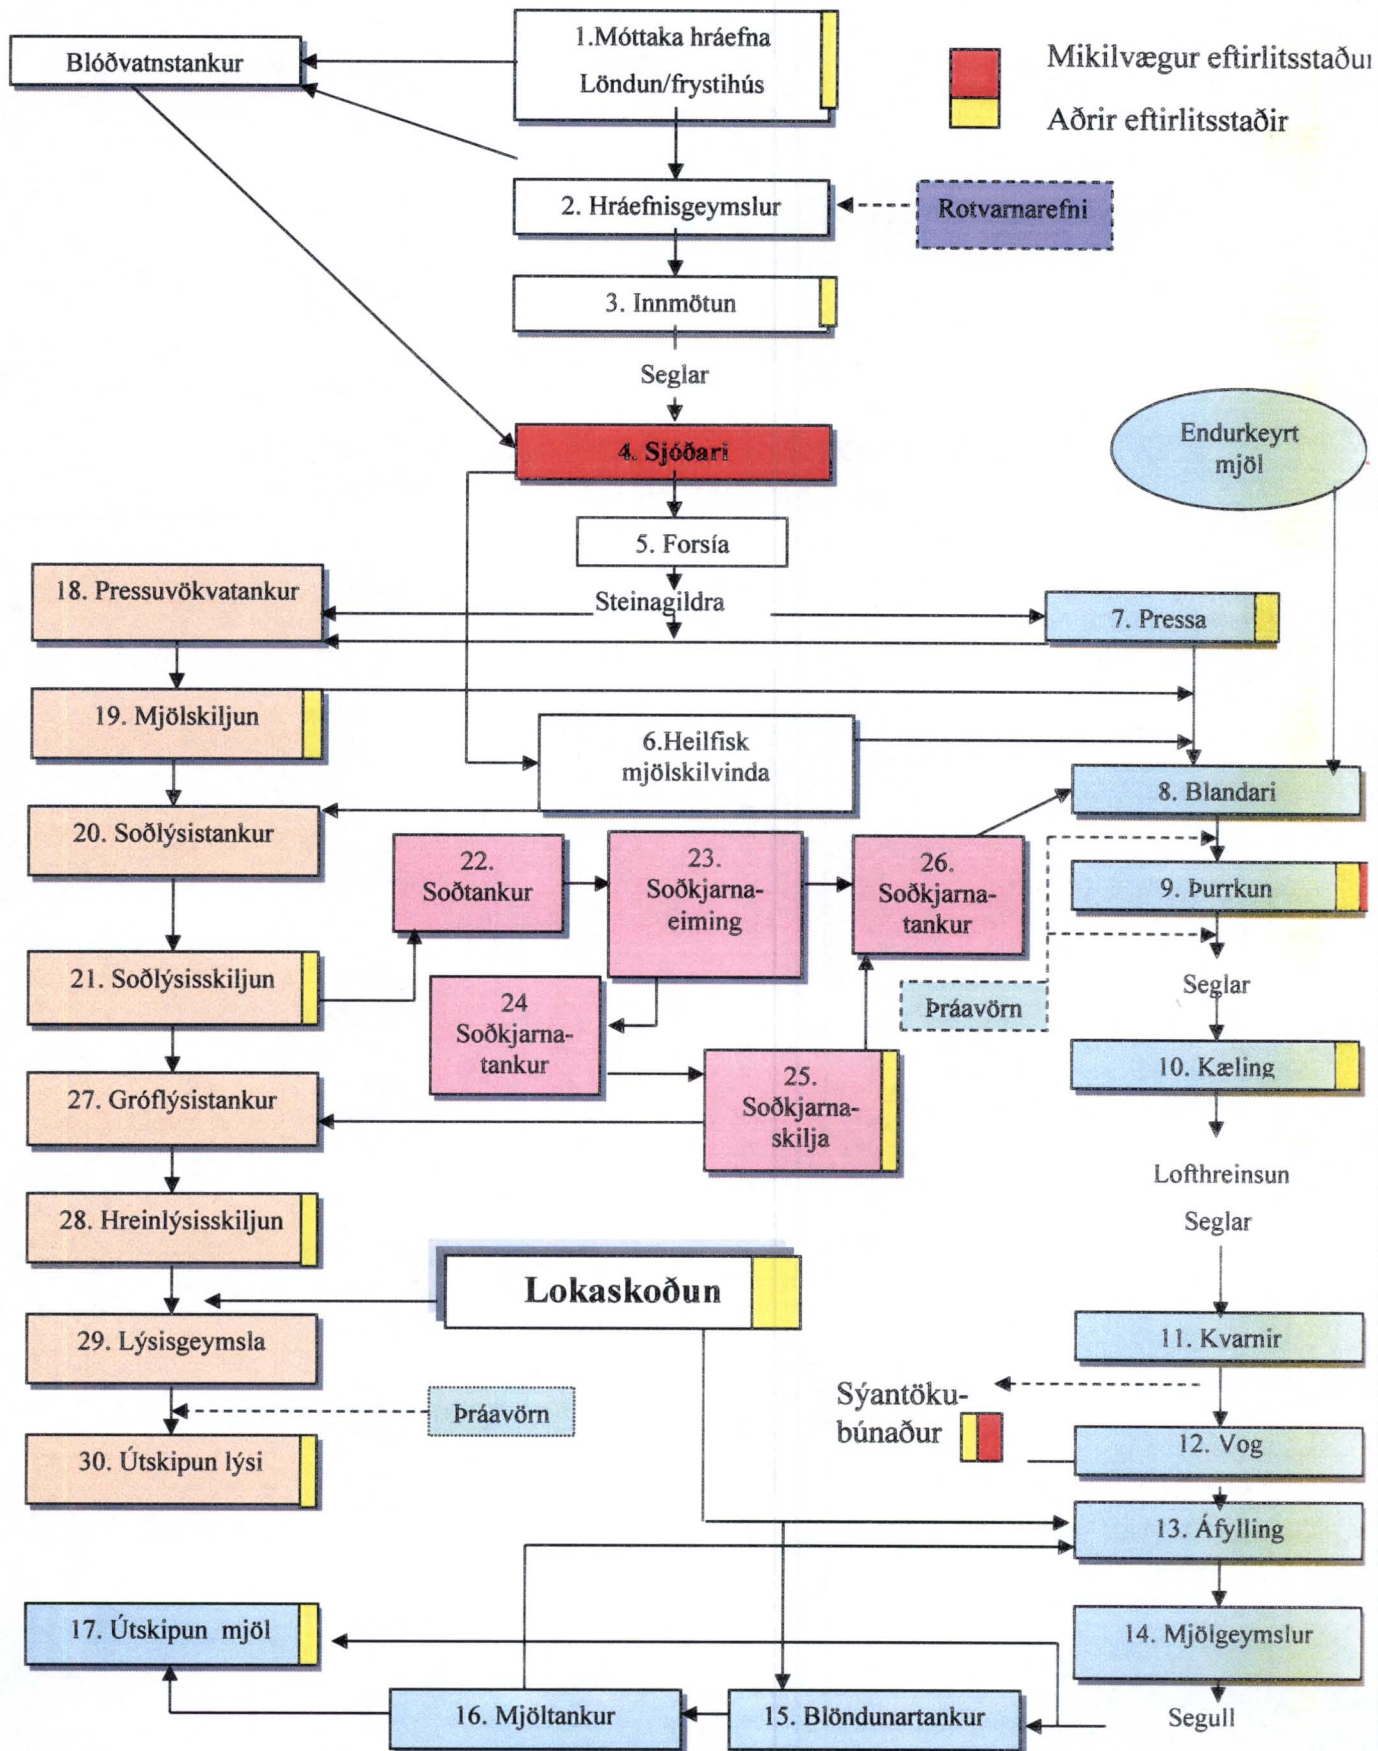 Blóðvatnstankur
1.Móttaka hráefna
Löndun/frystihús
Mikilvægur eftirlitsstaður
Aðrir eftirlitsstaðir
2. Hráefnisgeymslur
Rotvarnarefni
3. Innmötun
Seglar
4. Sjóðari
Endurkeyrt
mjöl
5. Forsía
18. Pressuvökvatankur
Steinagildra
7. Pressa
19. Mjölskiljun
6.Heilfisk
mjölskilvinda
8. Blandari
20. Soðlýsistankur
22.
Soðtankur
23.
Soðkjarna-
eiming
26.
Soðkjarna-
tankur
9. Þurrkun
21. Soðlýsisskiljun
24
Soðkjarna-
tankur
Þráavörn
Seglar
25.
Soðkjarna-
skilja
10. Kæling
27. Gróflýsistankur
Lofthreinsun
Seglar
28. Hreinlýsisskiljun
Lokaskoðun
29. Lýsisgeymsla
11. Kvarnir
Þráavörn
Sýantöku-
búnaður
12. Vog
30. Útskipun lýsi
13. Áfylling
17. Útskipun mjöl
14. Mjölgeymslur
16. Mjöltankur
15. Blöndunartankur
Segull